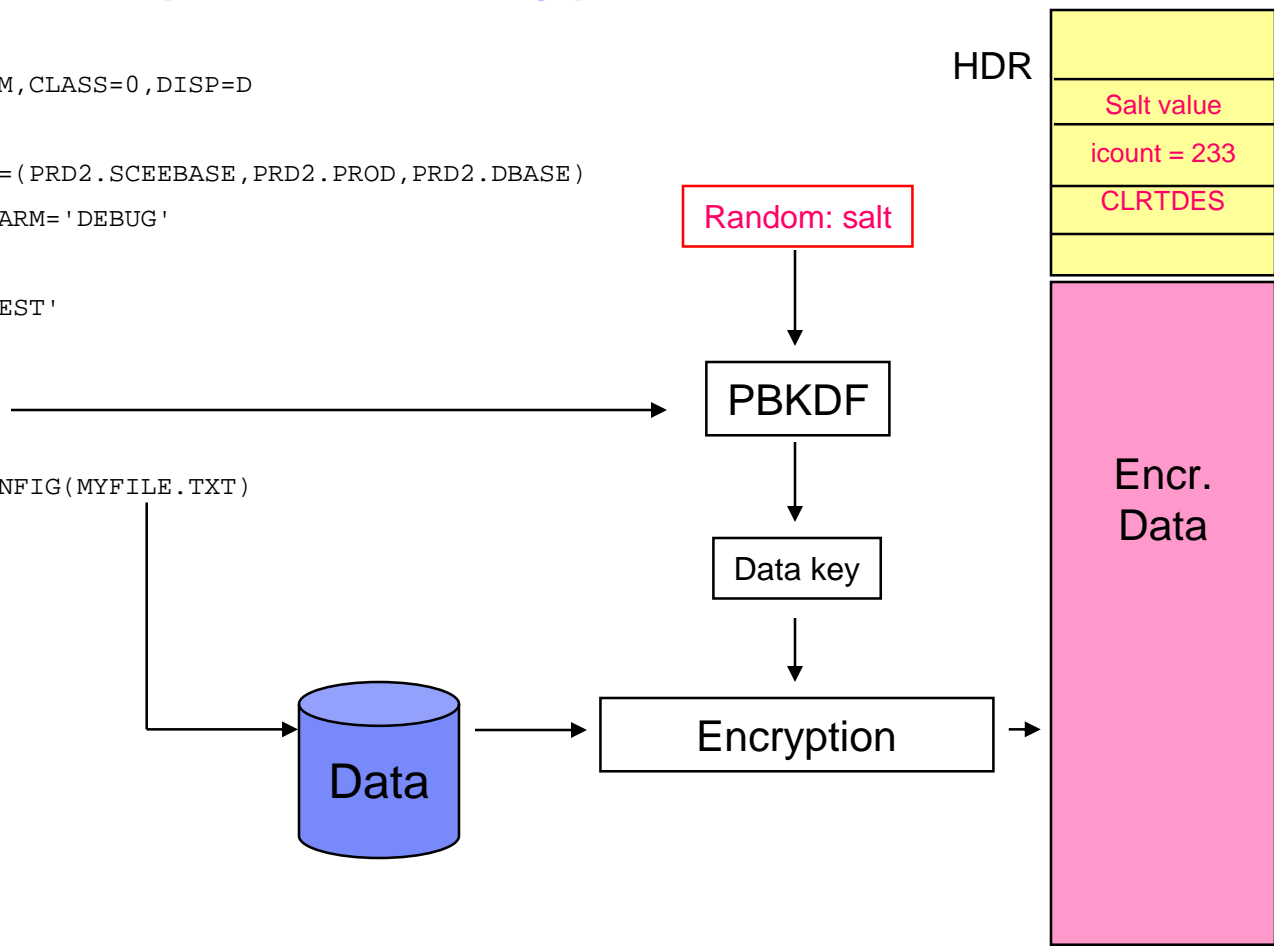 M,CLASS=0,DISP=D
=(PRD2.SCEEBASE,PRD2.PROD,PRD2.DBASE)
ARM='DEBUG'
EST'
NFIG(MYFILE.TXT)
Random: salt
PBKDF
Data key
Data
Encryption
HDR
Salt value
icount = 233
CLRTDES
Encr.
Data